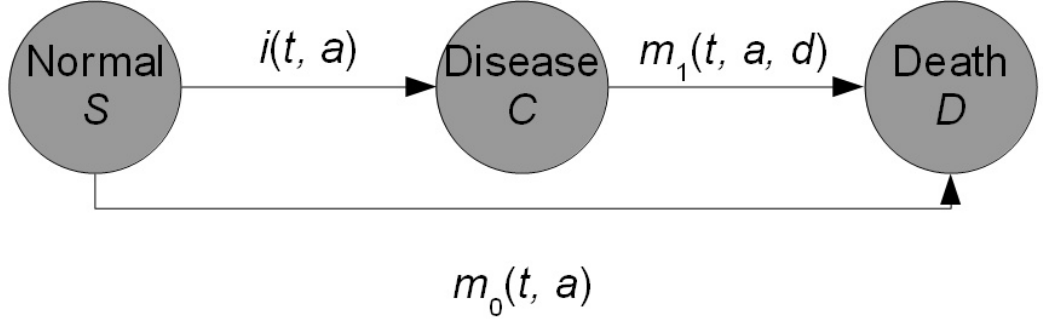 Normal
S
i(t, a)
Disease
C
m₁(t, a, d)
Death
D
m₀(t, a)